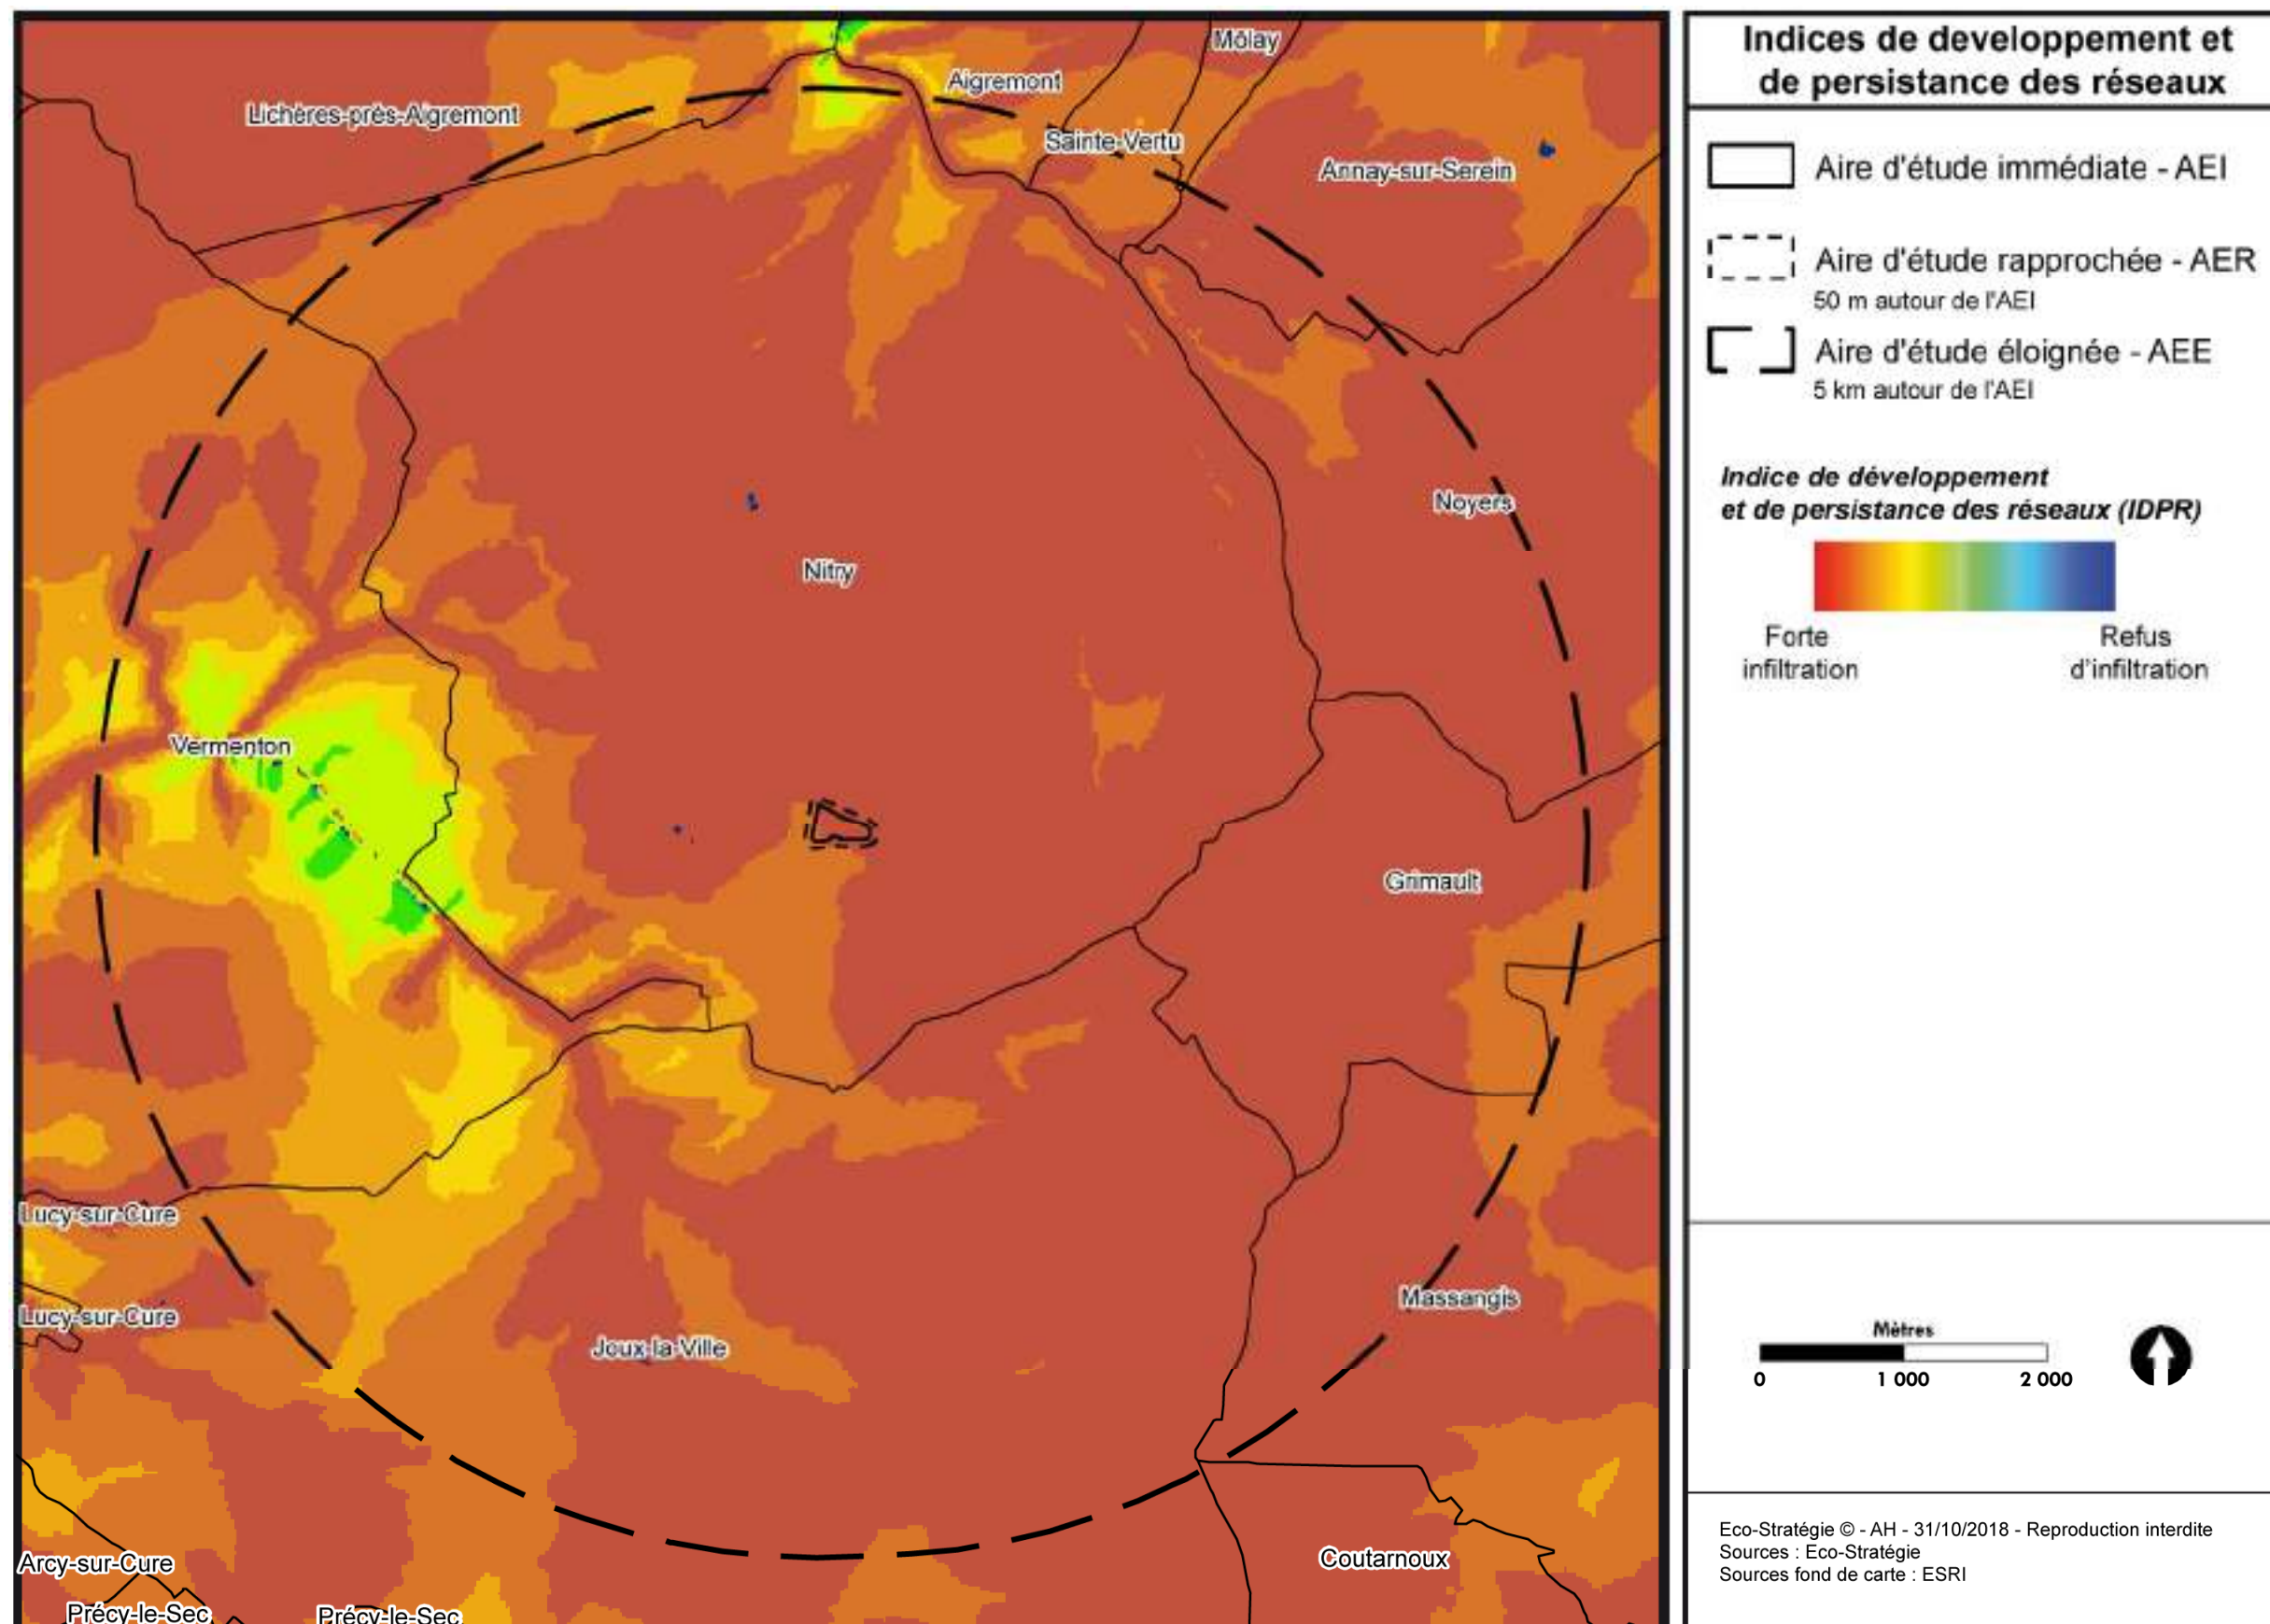 Môlay
Aigremont
Lichères-près-Aigremont
Sainte-Vertu
Annay-sur-Serein
Noyers
Nitry
Vermenton
Grimault
Lucy-sur-Cure
Massangis
Lucy-sur-Cure
Joux-la-Ville
Arcy-sur-Cure
Coutarnoux
Précy-le-Sec
Précy-le-Sec
Indices de developpement et
de persistance des réseaux
Aire d'étude immédiate - AEI
Aire d'étude rapprochée - AER
50 m autour de l'AEI
Aire d'étude éloignée - AEE
5 km autour de l'AEI
Indice de développement
et de persistance des réseaux (IDPR)
Forte
infiltration
Refus
d'infiltration
Mètres
0 1 000 2 000
Eco-Stratégie © - AH - 31/10/2018 - Reproduction interdite
Sources : Eco-Stratégie
Sources fond de carte : ESRI